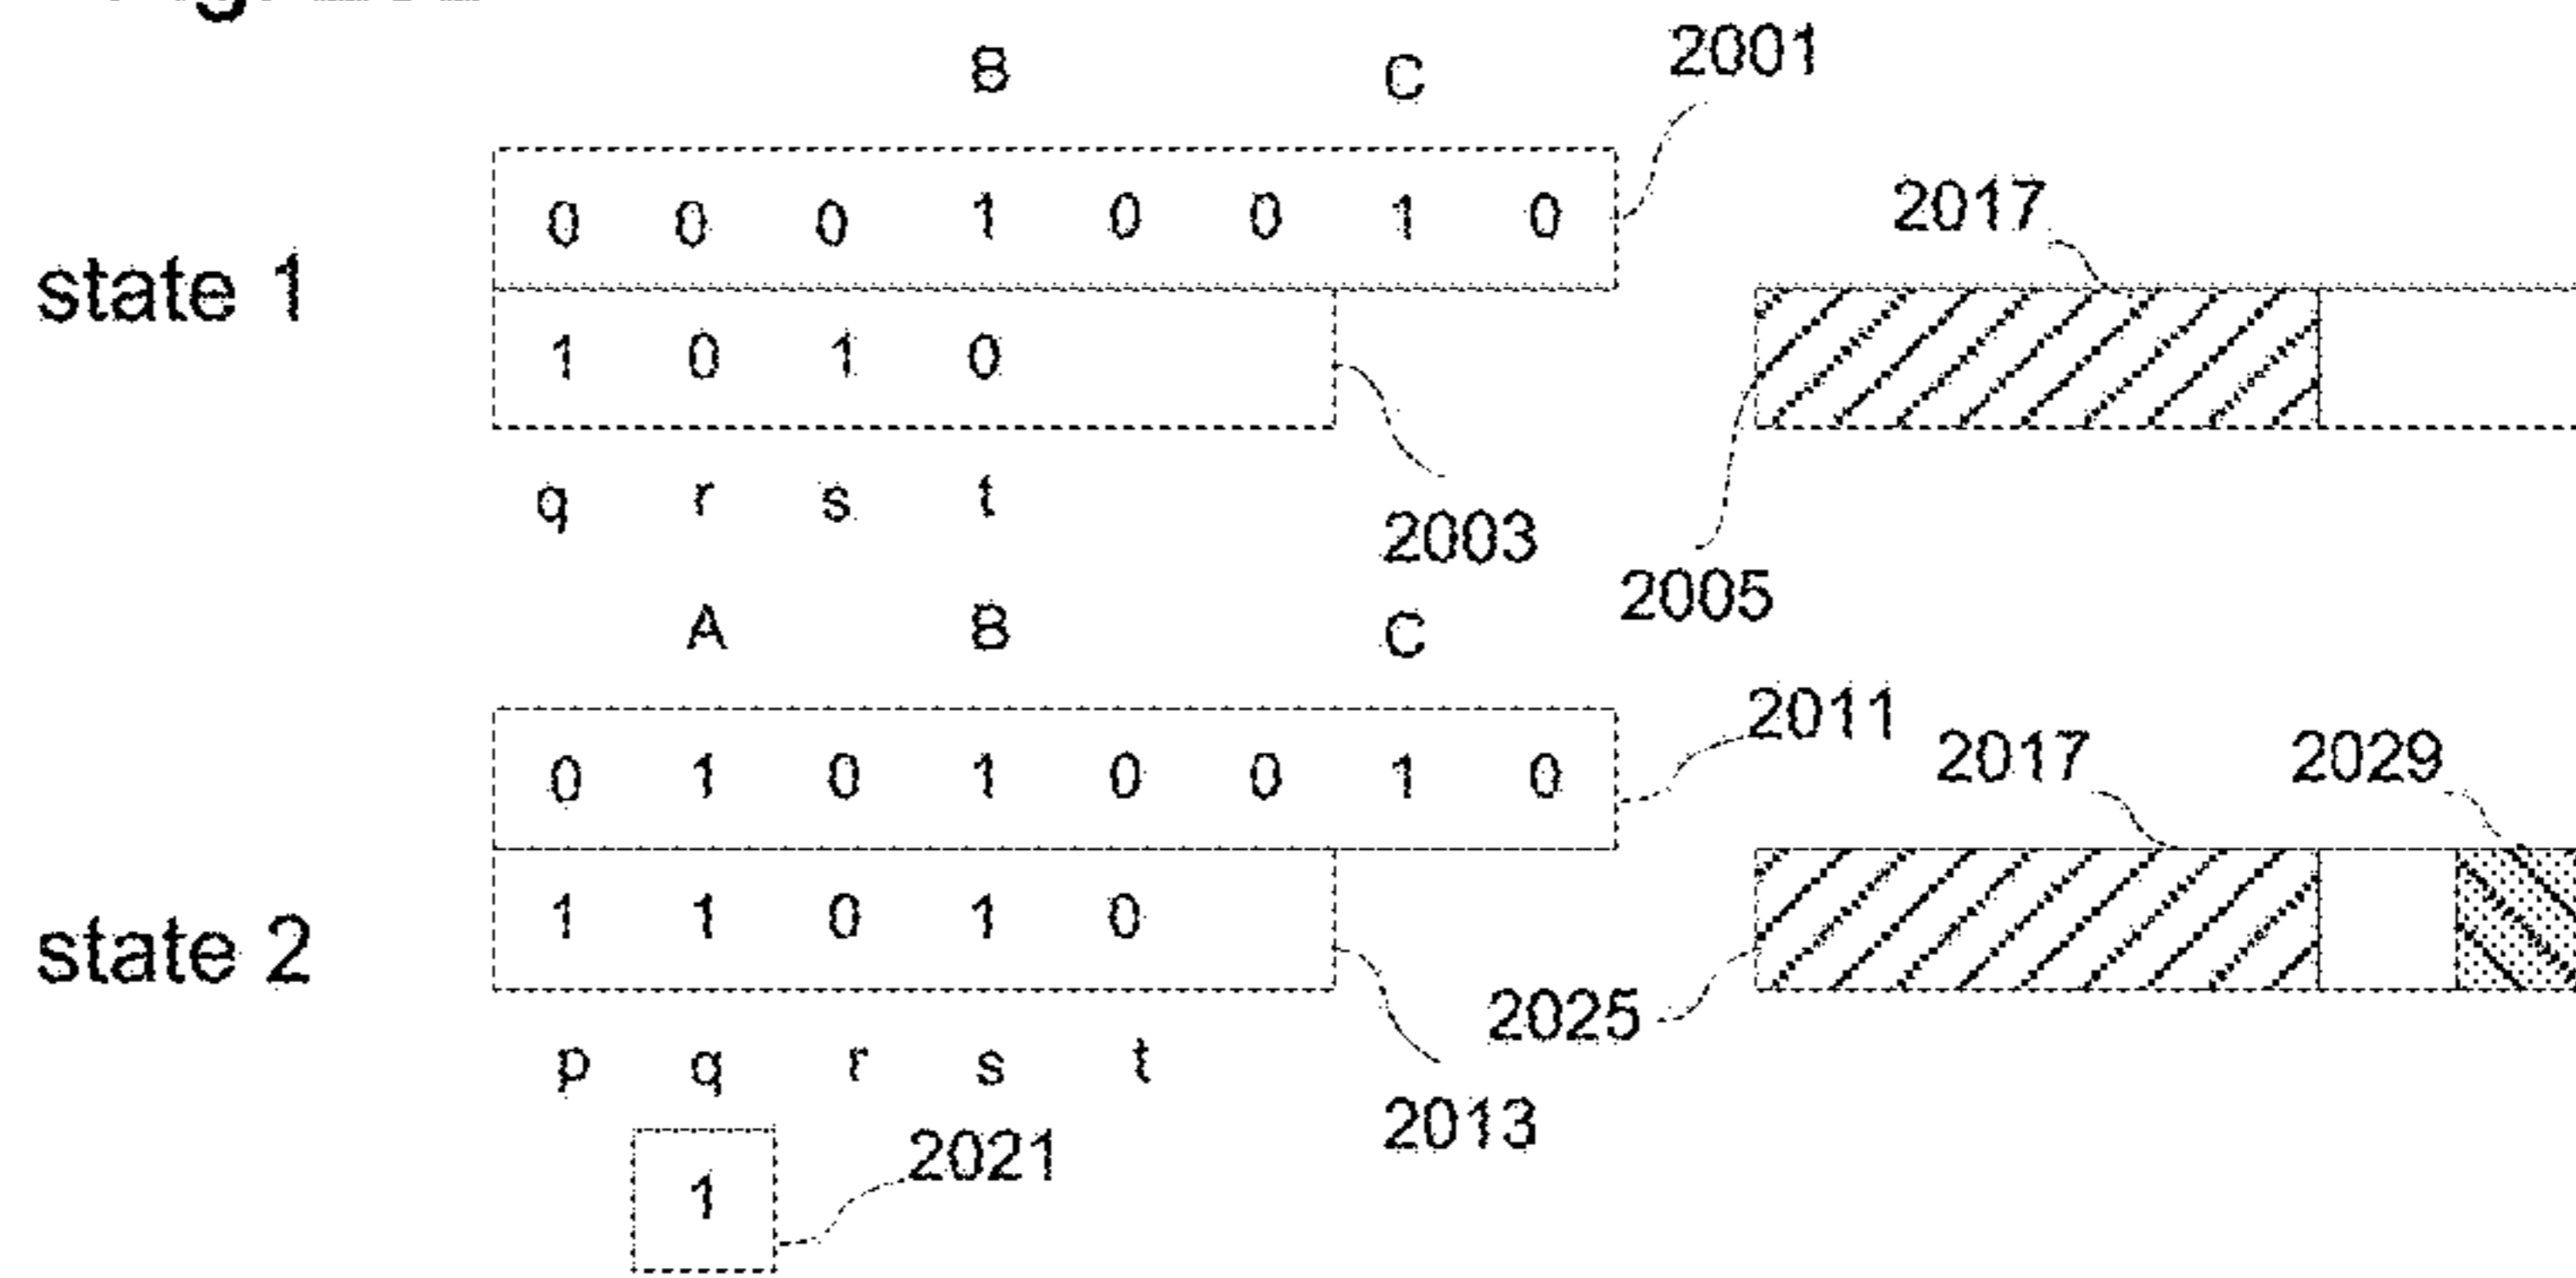 B C 2001
0 0 0 1 0 0 1 0
2017
state 1
1 0 1 0
q r s t
2003
2005
A B C
2011
0 1 0 1 0 0 1 0
2017 2029
state 2
1 1 0 1 0
2025
p q r s t
2013
2021
1